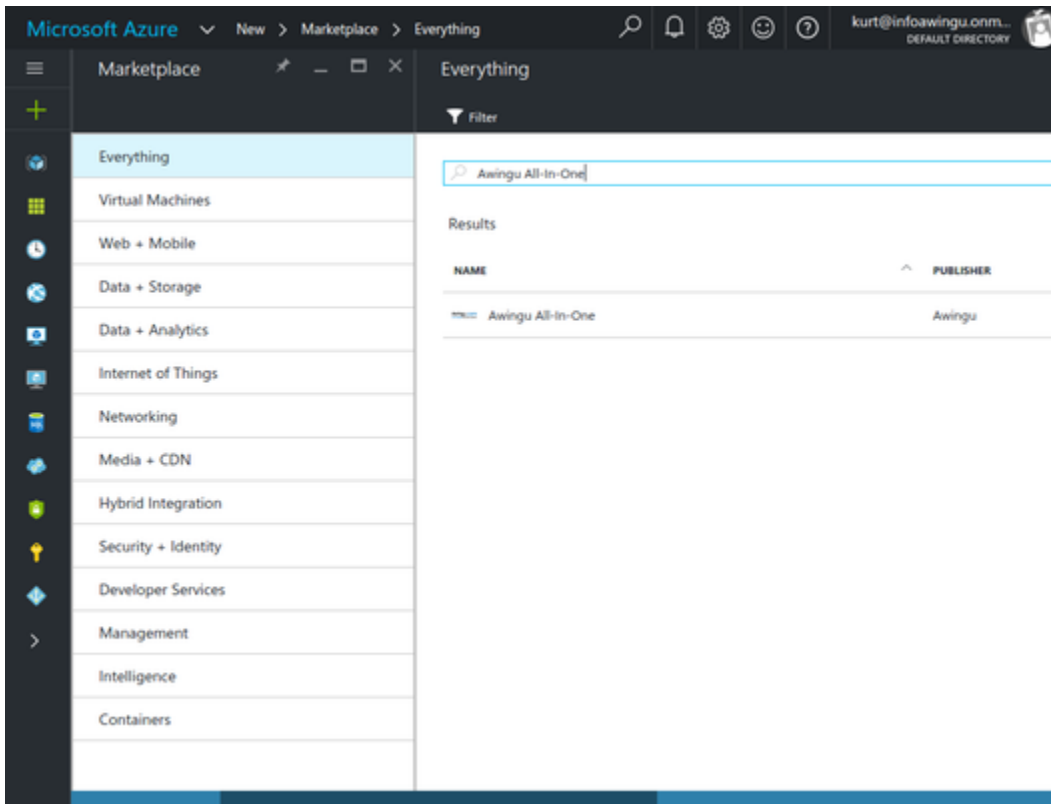 Microsoft Azure New > Marketplace > Everything
kurt@infoawingu.onm...
DEFAULT DIRECTORY
Marketplace
Everything
Filter
Everything
Virtual Machines
Web + Mobile
Data + Storage
Data + Analytics
Internet of Things
Networking
Media + CDN
Hybrid Integration
Security + Identity
Developer Services
Management
Intelligence
Containers
Awingu All-In-One
Results
NAME PUBLISHER
Awingu All-In-One Awingu